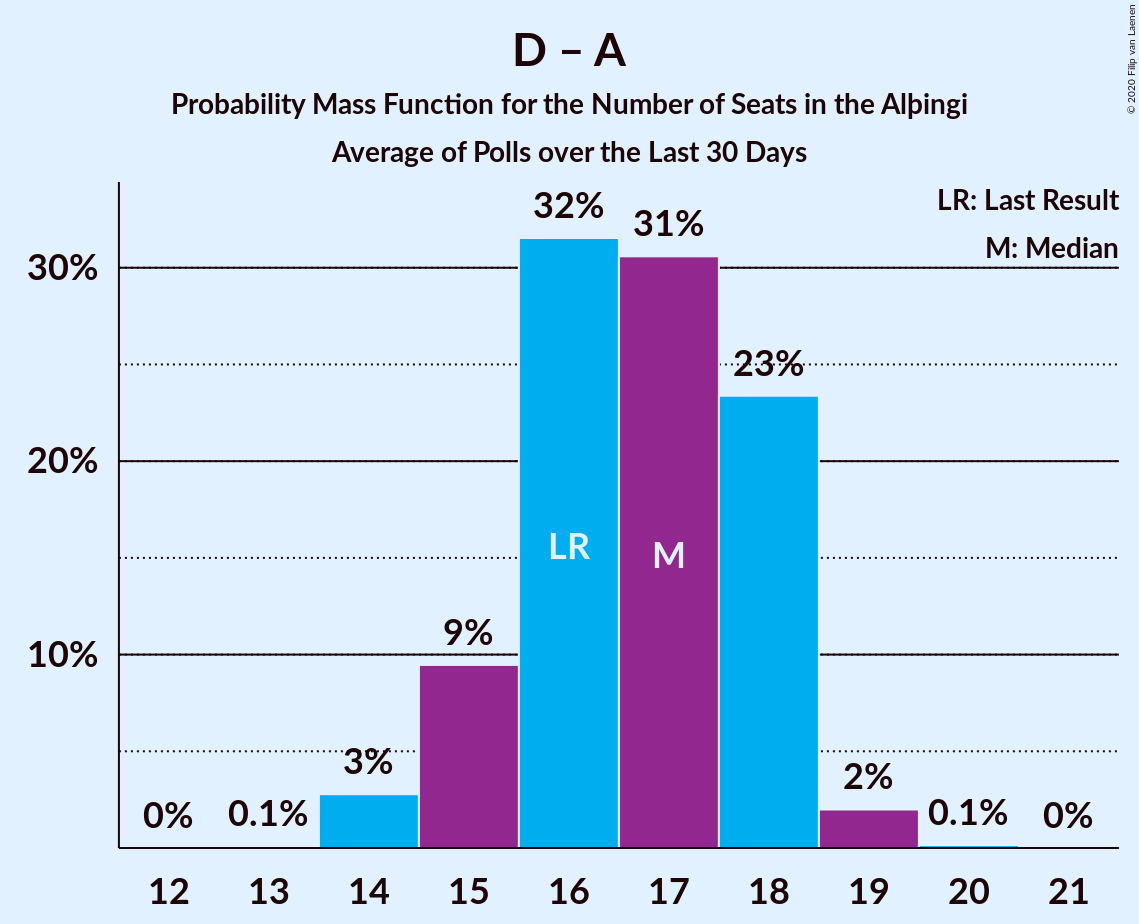 D – A
Probability Mass Function for the Number of Seats in the Alþingi
Average of Polls over the Last 30 Days
© 2020 Filip van Laenen
LR: Last Result
M: Median
30%
20%
10%
0%
0.1%
3%
9%
32%
31%
23%
2%
0.1%
0%
LR
M
12 13 14 15 16 17 18 19 20 21